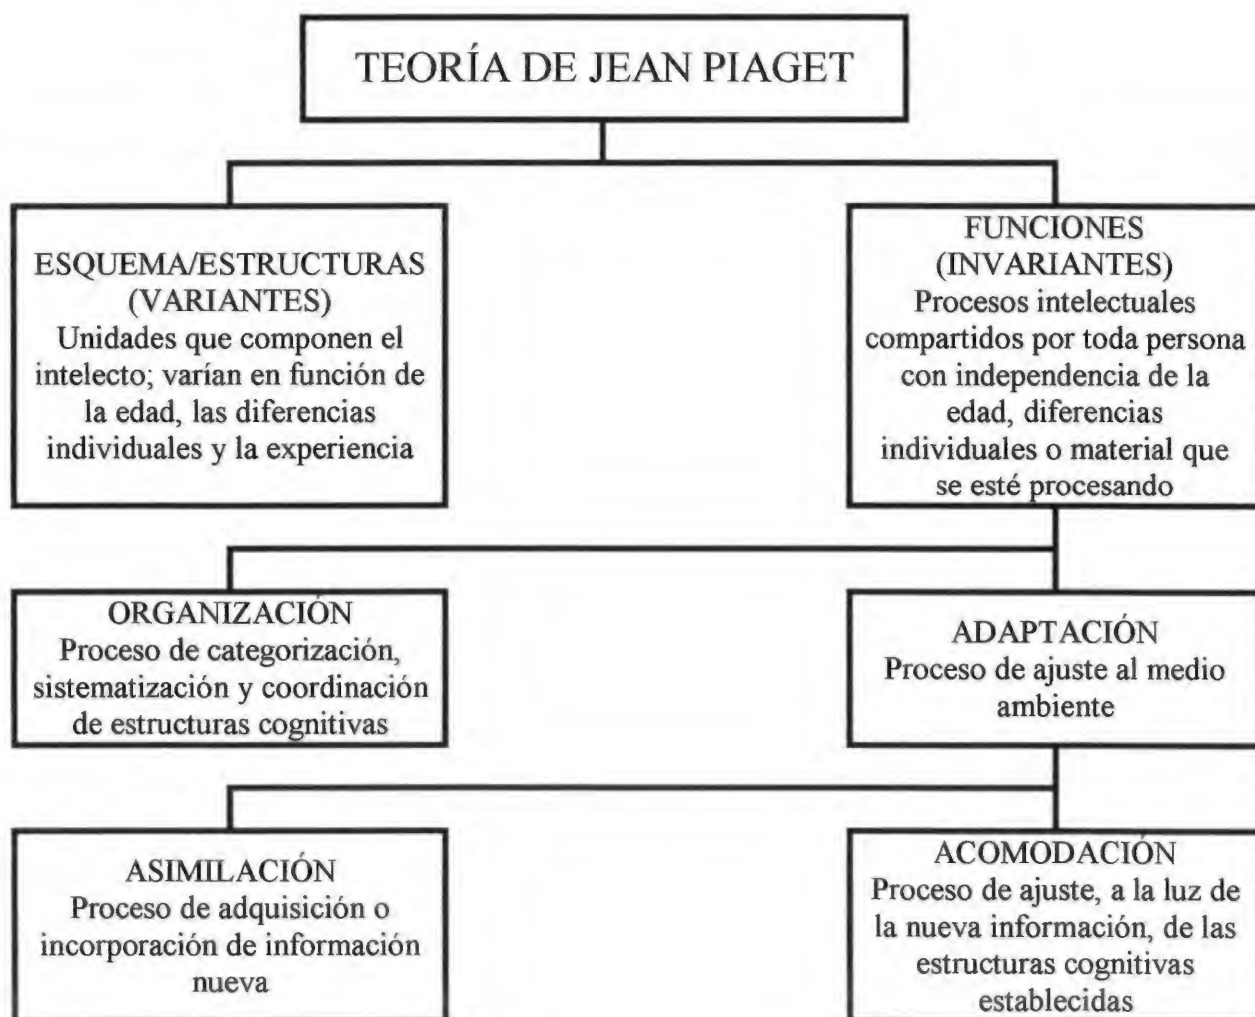 TEORÍA DE JEAN PIAGET
ESQUEMA/ESTRUCTURAS
(VARIANTES)
Unidades que componen el
intelecto; varían en función de
la edad, las diferencias
individuales y la experiencia
FUNCIONES
(INVARIANTES)
Procesos intelectuales
compartidos por toda persona
con independencia de la
edad, diferencias
individuales o material que
se esté procesando
ORGANIZACIÓN
Proceso de categorización,
sistematización y coordinación
de estructuras cognitivas
ADAPTACIÓN
Proceso de ajuste al medio
ambiente
ASIMILACIÓN
Proceso de adquisición o
incorporación de información
nueva
ACOMODACIÓN
Proceso de ajuste, a la luz de
la nueva información, de las
estructuras cognitivas
establecidas